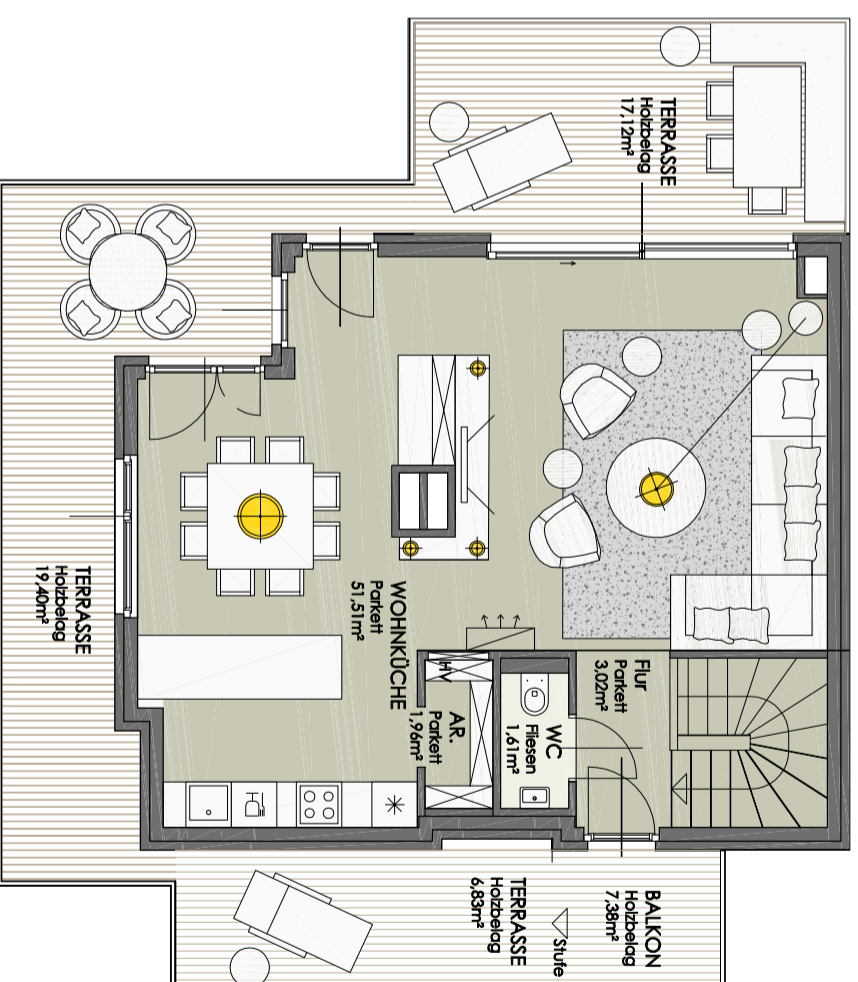 TERRASSE
Holzbelag
17,12m²
TERRASSE
Holzbelag
19,40m²
WOHNKÜCHE
Parkett
51,51m²
Flur
Parkett
3,02m²
WC
Fliesen
1,61m²
AR.
Parkett
1,96m²
HV
TERRASSE
Holzbelag
6,83m²
Stufe
BALKON
Holzbelag
7,38m²